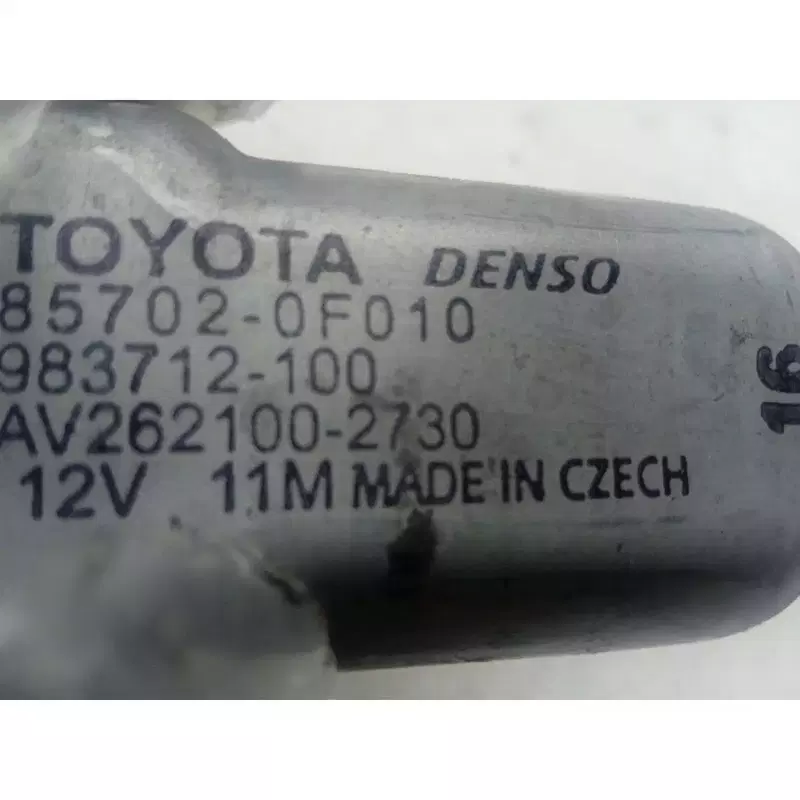 TOYOTA DENSO
85702-0F010
983712-100
AV262100-2730
12V 11M MADE IN CZECH
16